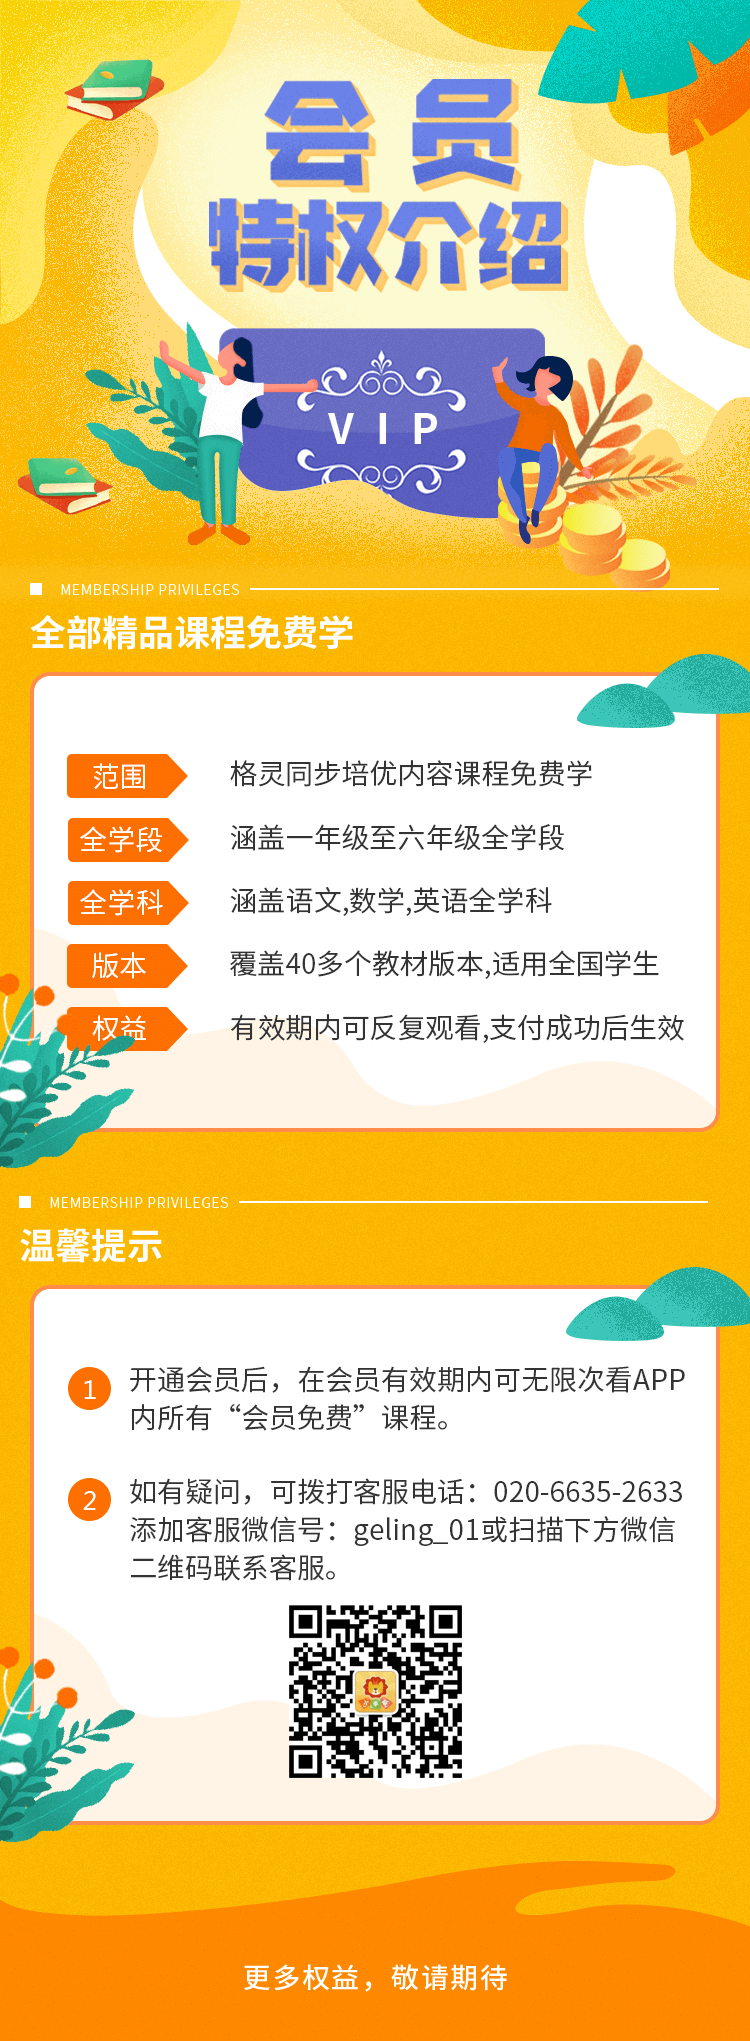 会员
特权介绍
VIP
MEMBERSHIP PRIVILEGES
全部精品课程免费学
范围 格灵同步培优内容课程免费学
全学段 涵盖一年级至六年级全学段
全学科 涵盖语文,数学,英语全学科
版本 覆盖40多个教材版本,适用全国学生
权益 有效期内可反复观看,支付成功后生效
MEMBERSHIP PRIVILEGES
温馨提示
1 开通会员后，在会员有效期内可无限次看APP
内所有“会员免费”课程。
2 如有疑问，可拨打客服电话：020-6635-2633
添加客服微信号：geling_01或扫描下方微信
二维码联系客服。
更多权益，敬请期待